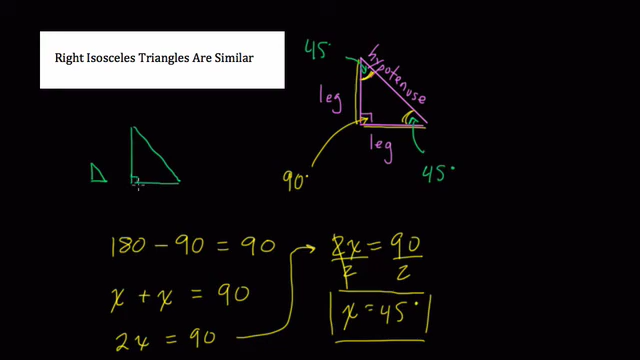 Right Isosceles Triangles Are Similar
45°
hypotenuse
leg
leg
90°
45°
180 - 90 = 90
x + x = 90
2x = 90
2x = 90
2 2
x = 45°